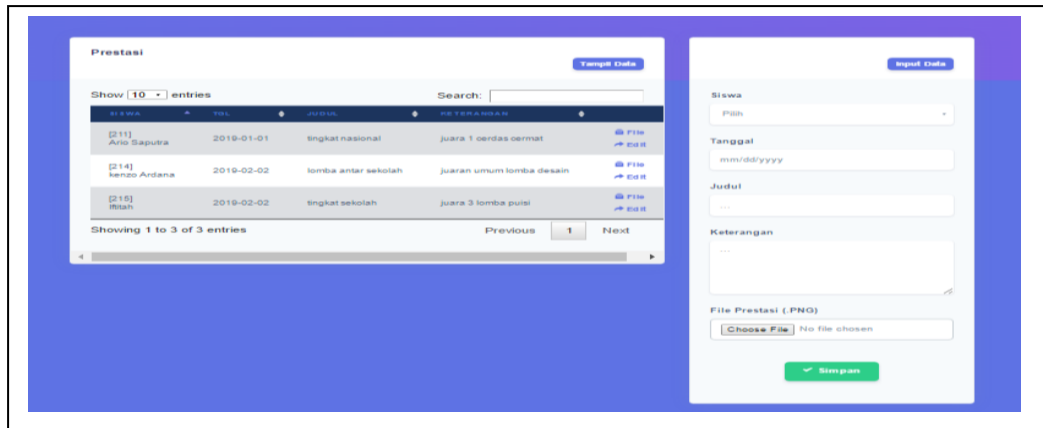 Prestasi
Tampil Data
Show 10 entries
Search:
SISWA TGL JUDUL KETERANGAN
[211]
Ario Saputra
2019-01-01
tingkat nasional
juara 1 cerdas cermat
File
Edit
[214]
kenzo Ardana
2019-02-02
lomba antar sekolah
juaran umum lomba desain
File
Edit
[215]
Iftitah
2019-02-02
tingkat sekolah
juara 3 lomba puisi
File
Edit
Showing 1 to 3 of 3 entries
Previous 1 Next
Input Data
Siswa
Pilih
Tanggal
mm/dd/yyyy
Judul
...
Keterangan
...
File Prestasi (.PNG)
Choose File No file chosen
Simpan